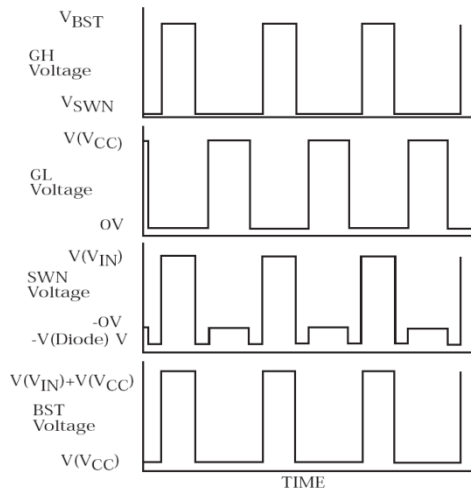 VBST
GH
Voltage
VSWN
V(VCC)
GL
Voltage
0V
V(VIN)
SWN
Voltage
-0V
-V(Diode) V
V(VIN)+V(VCC)
BST
Voltage
V(VCC)
TIME